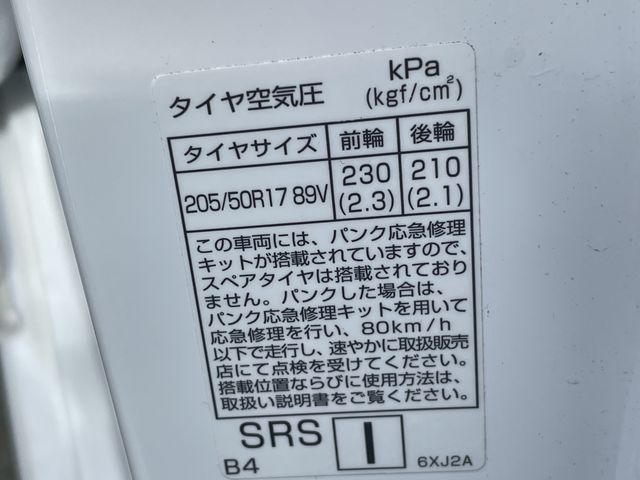 タイヤ空気圧 kPa (kgf/cm²)
タイヤサイズ 前輪 後輪
205/50R17 89V 230 (2.3) 210 (2.1)
この車両には、パンク応急修理
キットが搭載されていますので、
スペアタイヤは搭載されており
ません。パンクした場合は、
パンク応急修理キットを用いて
応急修理を行い、80km/h
以下で走行し、速やかに取扱販売
店にて点検を受けてください。
搭載位置ならびに使用方法は、
取扱い説明書をご覧ください。
SRS I
B4 6XJ2A